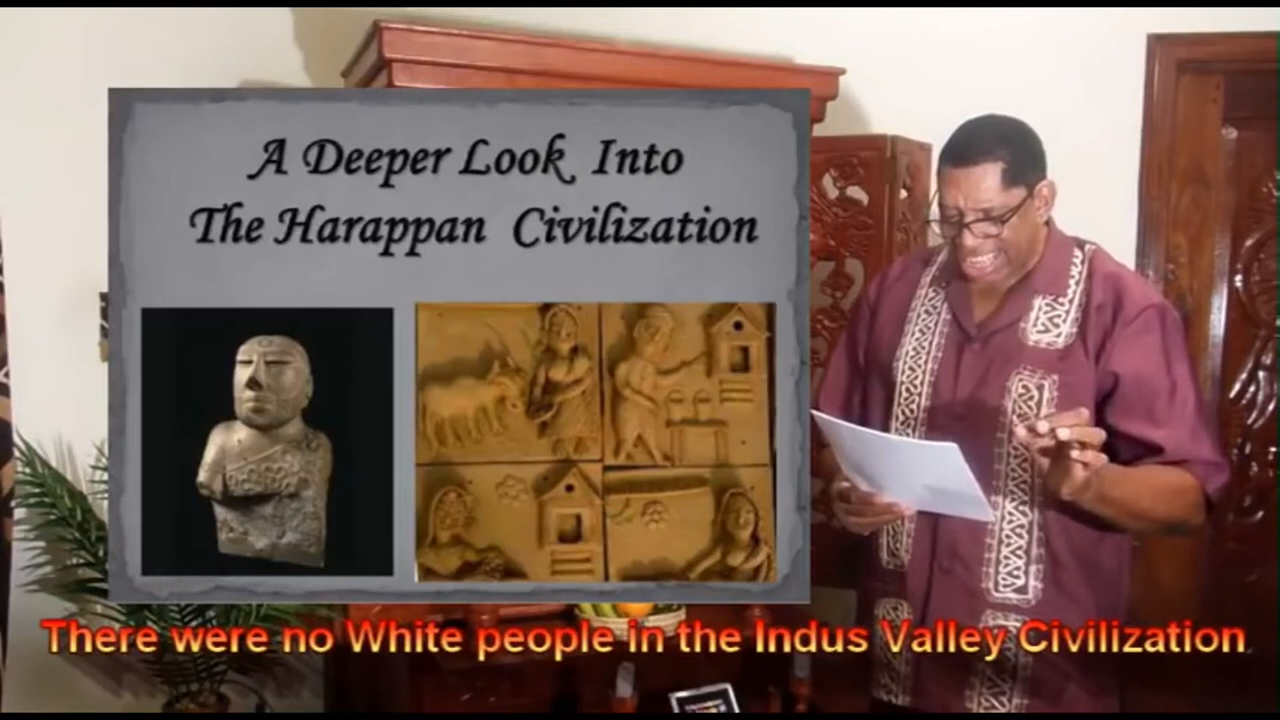 A Deeper Look Into
The Harappan Civilization
There were no White people in the Indus Valley Civilization